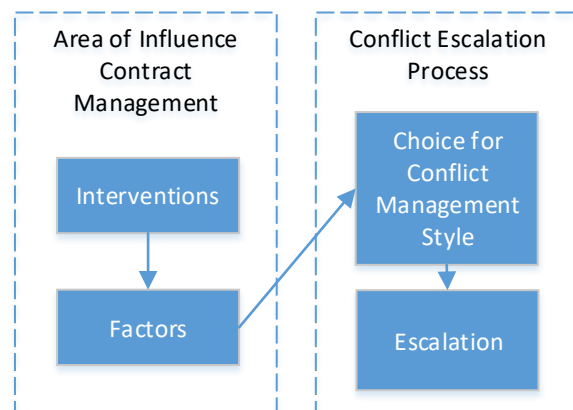 Area of Influence
Contract
Management
Interventions
Factors
Conflict Escalation
Process
Choice for
Conflict
Management
Style
Escalation